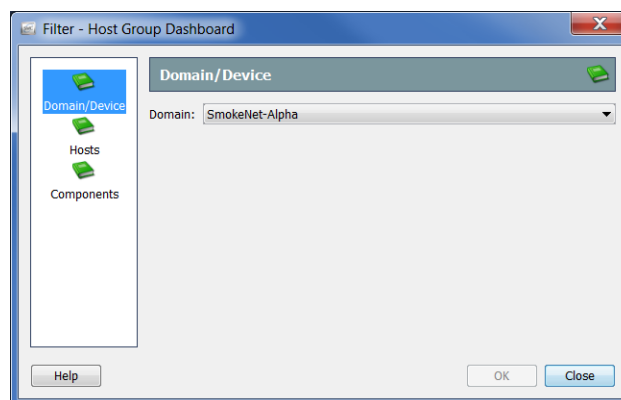 Filter - Host Group Dashboard
X
Domain/Device
Hosts
Components
Domain/Device
Domain: SmokeNet-Alpha
Help
OK
Close